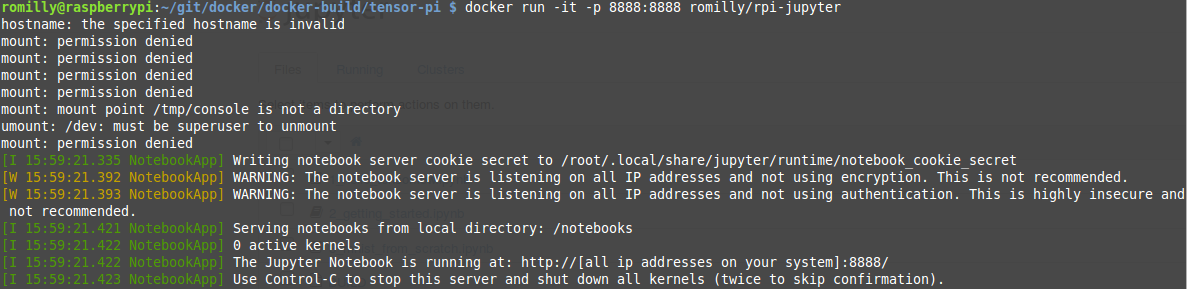 romilly@raspberrypi:~/git/docker/docker-build/tensor-pi $ docker run -it -p 8888:8888 romilly/rpi-jupyter
hostname: the specified hostname is invalid
mount: permission denied
mount: permission denied
mount: permission denied
mount: permission denied
mount: mount point /tmp/console is not a directory
umount: /dev: must be superuser to unmount
mount: permission denied
[I 15:59:21.335 NotebookApp] Writing notebook server cookie secret to /root/.local/share/jupyter/runtime/notebook_cookie_secret
[W 15:59:21.392 NotebookApp] WARNING: The notebook server is listening on all IP addresses and not using encryption. This is not recommended.
[W 15:59:21.393 NotebookApp] WARNING: The notebook server is listening on all IP addresses and not using authentication. This is highly insecure and
not recommended.
[I 15:59:21.421 NotebookApp] Serving notebooks from local directory: /notebooks
[I 15:59:21.422 NotebookApp] 0 active kernels
[I 15:59:21.422 NotebookApp] The Jupyter Notebook is running at: http://[all ip addresses on your system]:8888/
[I 15:59:21.423 NotebookApp] Use Control-C to stop this server and shut down all kernels (twice to skip confirmation).
Files
Running
Clusters